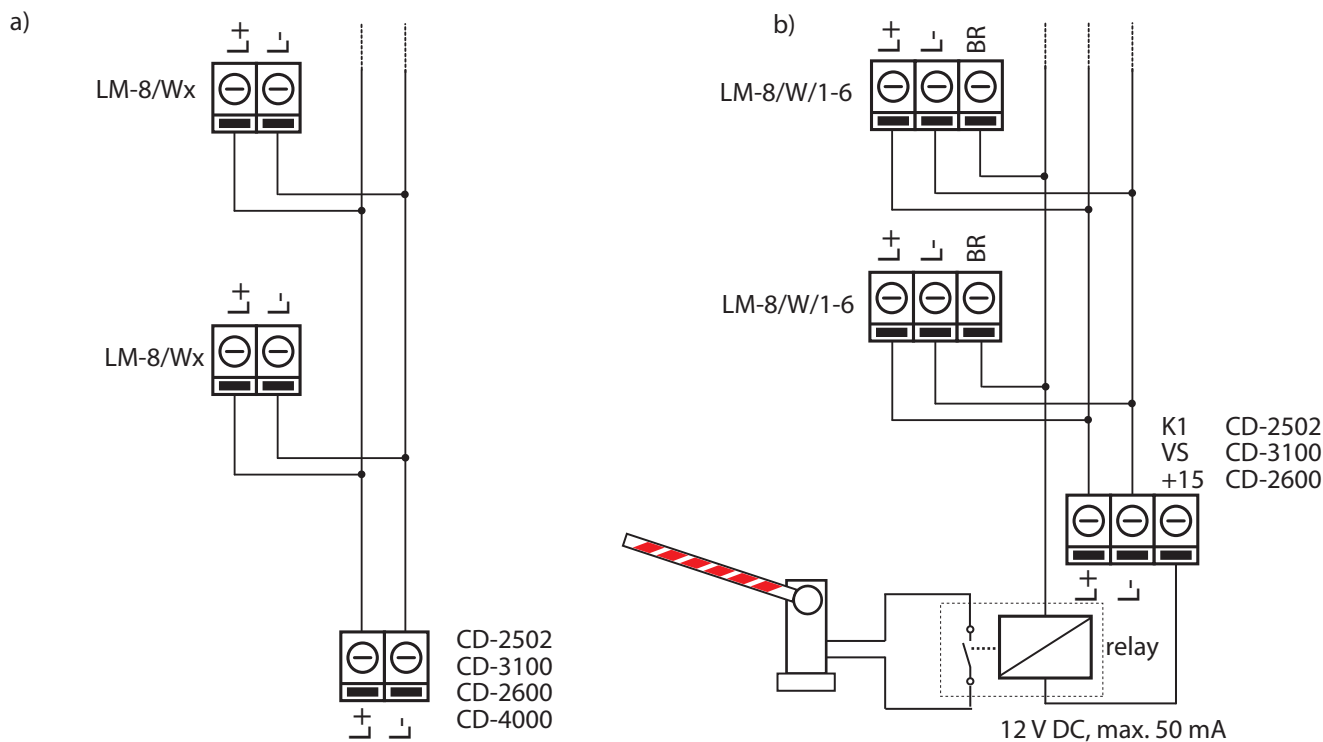 a)
L+ L-
LM-8/Wx
L+ L-
LM-8/Wx
CD-2502
CD-3100
CD-2600
CD-4000
L+ L-
b)
L+ L- BR
LM-8/W/1-6
L+ L- BR
LM-8/W/1-6
K1 CD-2502
VS CD-3100
+15 CD-2600
L+ L-
relay
12 V DC, max. 50 mA